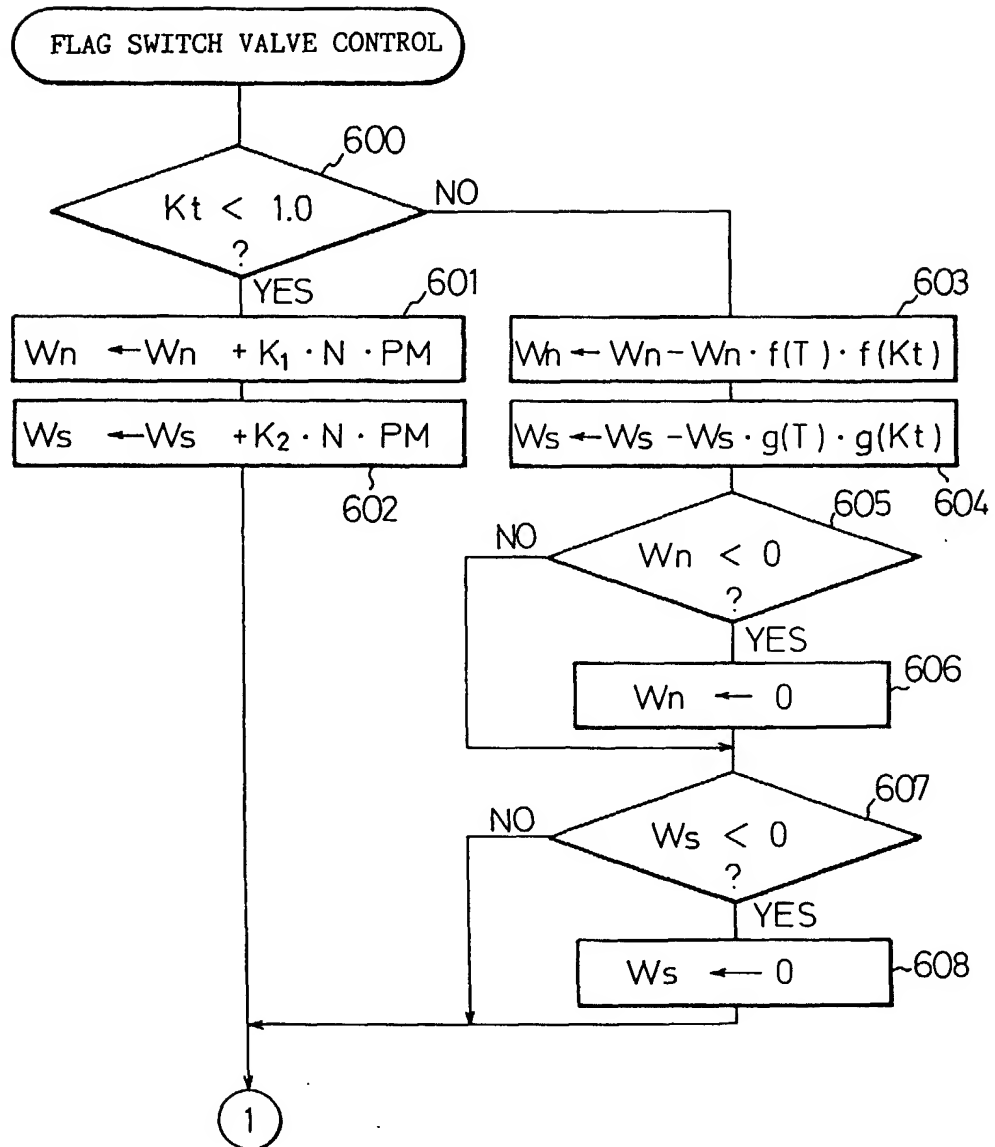 FLAG SWITCH VALVE CONTROL
600
Kt < 1.0
?
NO
YES
601
Wn ← Wn + K₁ · N · PM
Ws ← Ws + K₂ · N · PM
602
603
Wn ← Wn − Wn · f(T) · f(Kt)
Ws ← Ws − Ws · g(T) · g(Kt)
604
605
Wn < 0
?
NO
YES
606
Wn ← 0
607
Ws < 0
?
NO
YES
Ws ← 0
608
1